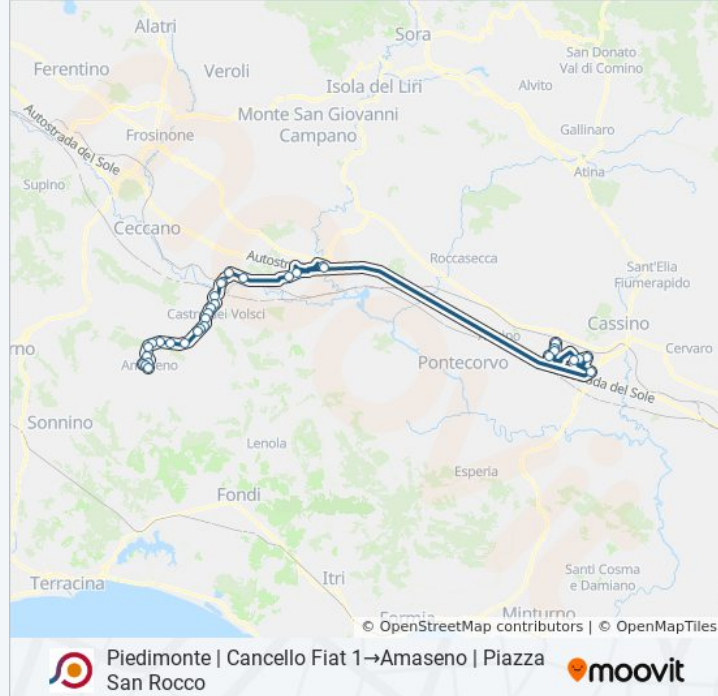 Alatri
Sora
San Donato
Val di Comino
Ferentino
Veroli
Isola del Liri
Alvito
Autostrada del Sole
Monte San Giovanni
Campano
Frosinone
Gallinaro
Atina
Supino
Ceccano
Autostrada
Roccasecca
Sant'Elia
Fiumerapido
Cassino
Cervaro
Pontecorvo
Sonnino
Lenola
Esperia
Fondi
Itri
Santi Cosma
e Damiano
Terracina
Formia
Minturno
© OpenStreetMap contributors | © OpenMapTiles
Piedimonte | Cancello Fiat 1→Amaseno | Piazza
San Rocco
moovit